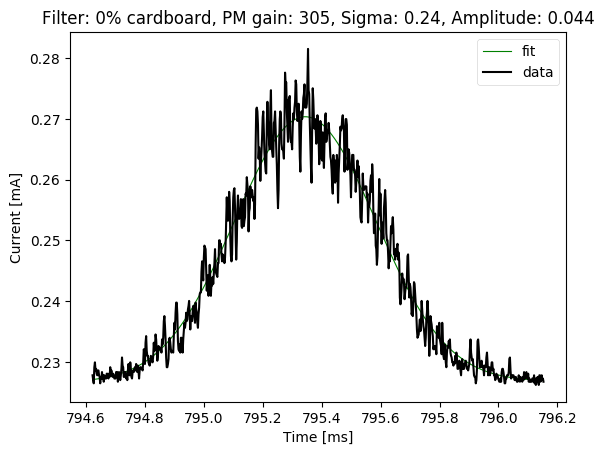 Filter: 0% cardboard, PM gain: 305, Sigma: 0.24, Amplitude: 0.044
fit
data
0.28
0.27
0.26
0.25
0.24
0.23
Current [mA]
794.6 794.8 795.0 795.2 795.4 795.6 795.8 796.0 796.2
Time [ms]